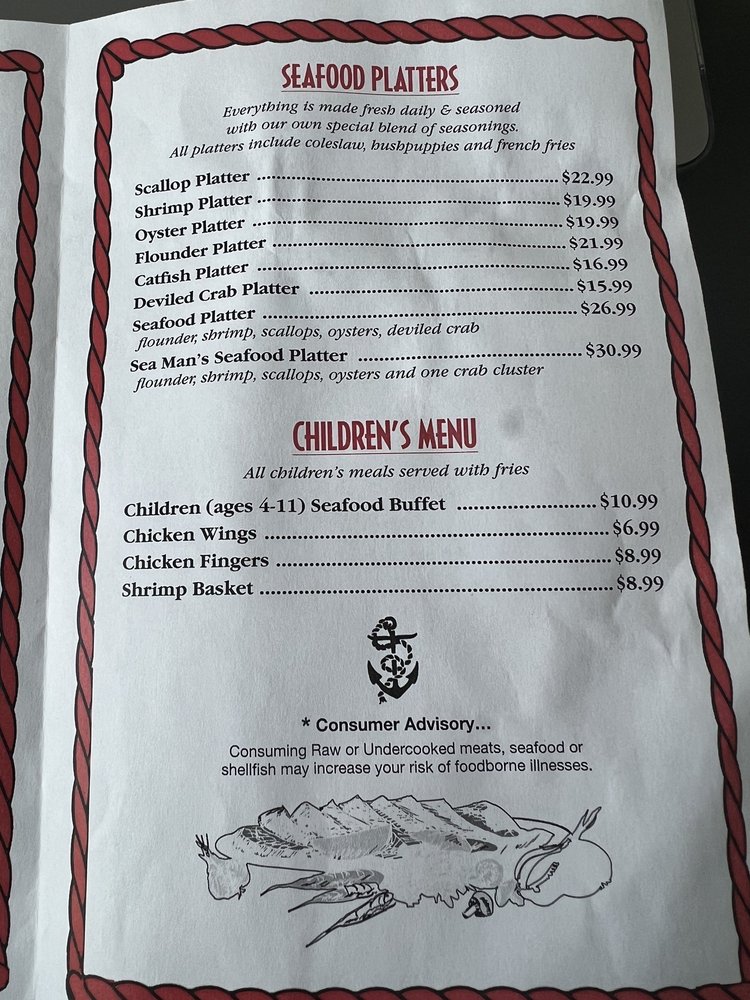 SEAFOOD PLATTERS
Everything is made fresh daily & seasoned
with our own special blend of seasonings.
All platters include coleslaw, hushpuppies and french fries
Scallop Platter $22.99
Shrimp Platter $19.99
Oyster Platter $19.99
Flounder Platter $21.99
Catfish Platter $16.99
Deviled Crab Platter $15.99
Seafood Platter $26.99
flounder, shrimp, scallops, oysters, deviled crab
Sea Man's Seafood Platter $30.99
flounder, shrimp, scallops, oysters and one crab cluster
CHILDREN'S MENU
All children's meals served with fries
Children (ages 4-11) Seafood Buffet $10.99
Chicken Wings $6.99
Chicken Fingers $8.99
Shrimp Basket $8.99
* Consumer Advisory...
Consuming Raw or Undercooked meats, seafood or
shellfish may increase your risk of foodborne illnesses.